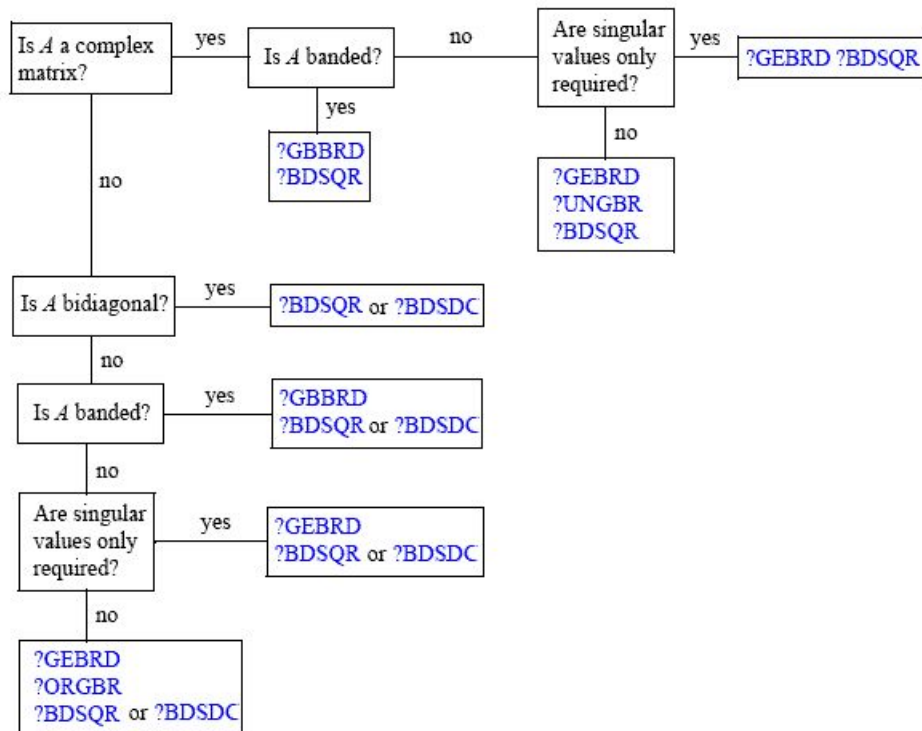 Is A a complex
matrix?
yes
Is A banded?
no
Are singular
values only
required?
yes
?GEBRD ?BDSQR
yes
?GBBRD
?BDSQR
no
?GEBRD
?UNGBR
?BDSQR
no
Is A bidiagonal?
yes
?BDSQR or ?BDSDC
no
Is A banded?
yes
?GBBRD
?BDSQR or ?BDSDC
no
Are singular
values only
required?
yes
?GEBRD
?BDSQR or ?BDSDC
no
?GEBRD
?ORGBR
?BDSQR or ?BDSDC